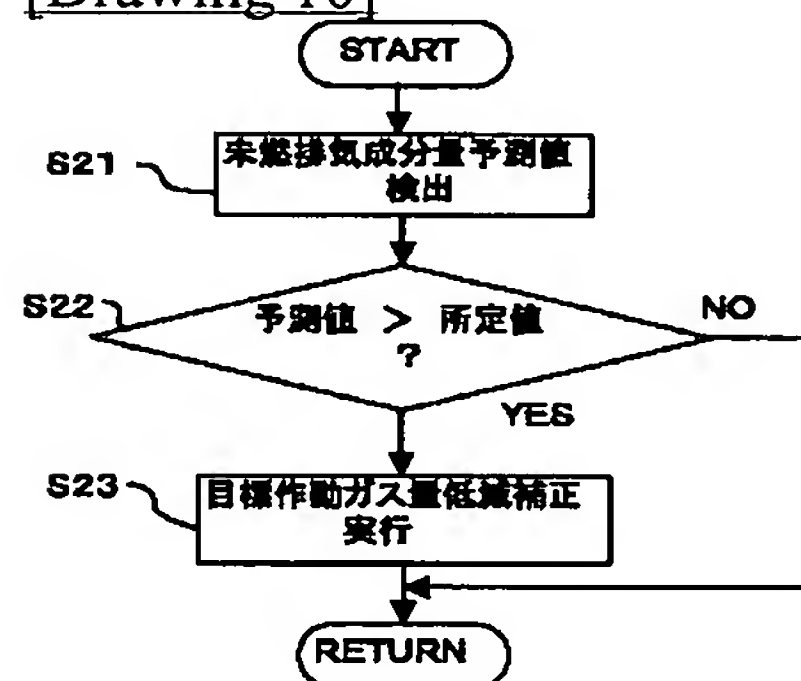 Drawing 10
START
S21
未燃排気成分量予測値
検出
S22
予測値 > 所定値
?
NO
YES
S23
目標作動ガス量低減補正
実行
RETURN